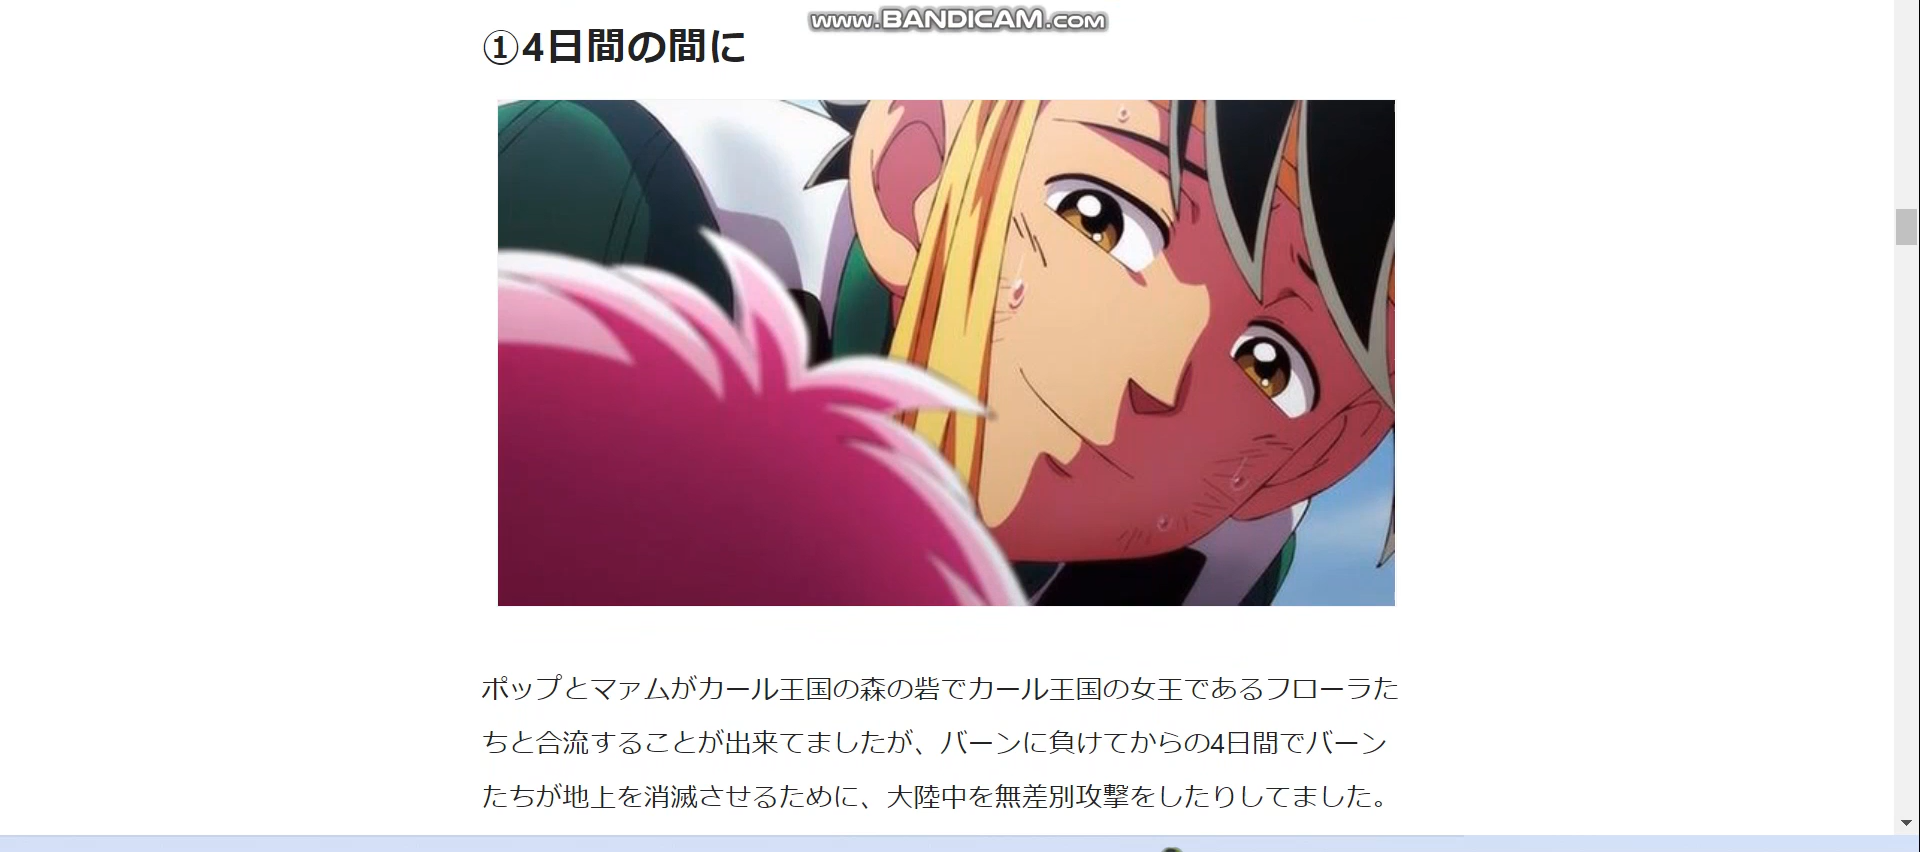 www.BANDICAM.com
①4日間の間に
ポップとマァムがカール王国の森の砦でカール王国の女王であるフローラた
ちと合流することが出来てましたが、バーンに負けてからの4日間でバーン
たちが地上を消滅させるために、大陸中を無差別攻撃をしたりしてました。